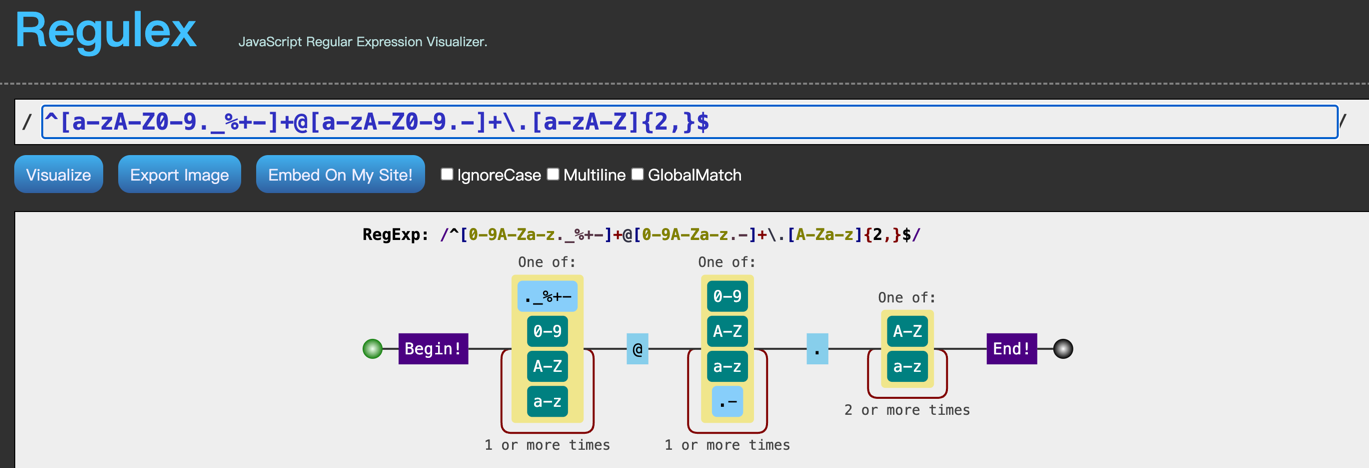 Regulex
JavaScript Regular Expression Visualizer.
/ ^[a-zA-Z0-9._%+-]+@[a-zA-Z0-9.-]+\.[a-zA-Z]{2,}$ /
Visualize
Export Image
Embed On My Site!
IgnoreCase
Multiline
GlobalMatch
RegExp: /^[0-9A-Za-z._%+-]+@[0-9A-Za-z.-]+\.[A-Za-z]{2,}$/
Begin!
One of:
._%+-
0-9
A-Z
a-z
1 or more times
@
One of:
0-9
A-Z
a-z
.-
1 or more times
.
One of:
A-Z
a-z
2 or more times
End!